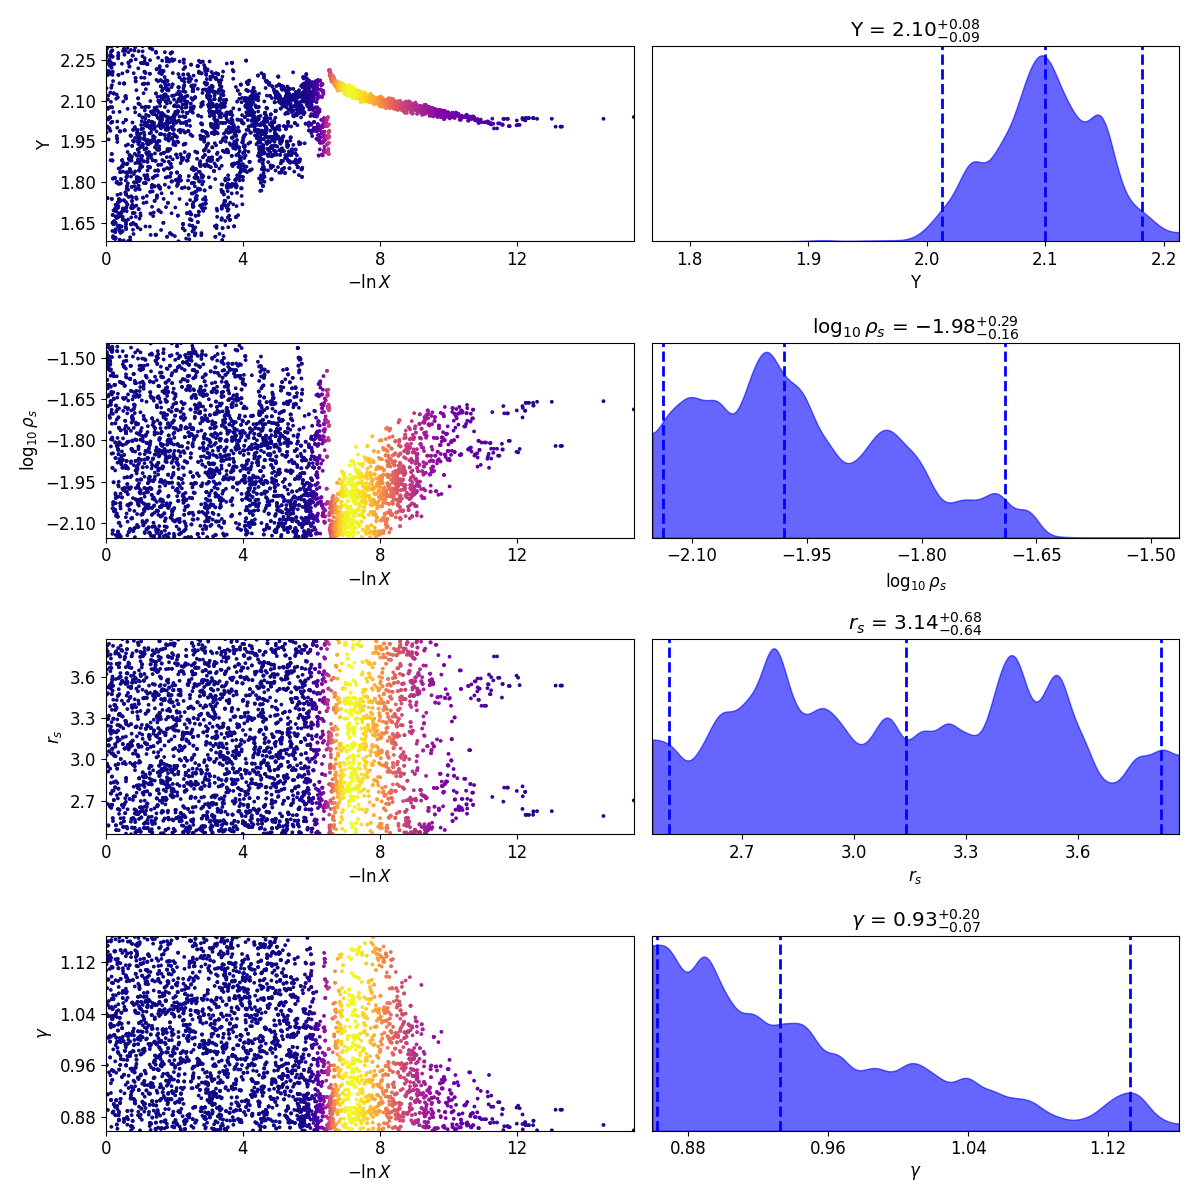 Y = 2.10+0.08 −0.09
2.25
2.10
1.95
1.80
1.65
Y
0 4 8 12
−ln X
1.8 1.9 2.0 2.1 2.2
Y
log10 ρs = −1.98+0.29 −0.16
−1.50
−1.65
−1.80
−1.95
−2.10
log10 ρs
0 4 8 12
−ln X
−2.10 −1.95 −1.80 −1.65 −1.50
log10 ρs
rs = 3.14+0.68 −0.64
3.6
3.3
3.0
2.7
rs
0 4 8 12
−ln X
2.7 3.0 3.3 3.6
rs
γ = 0.93+0.20 −0.07
1.12
1.04
0.96
0.88
γ
0 4 8 12
−ln X
0.88 0.96 1.04 1.12
γ